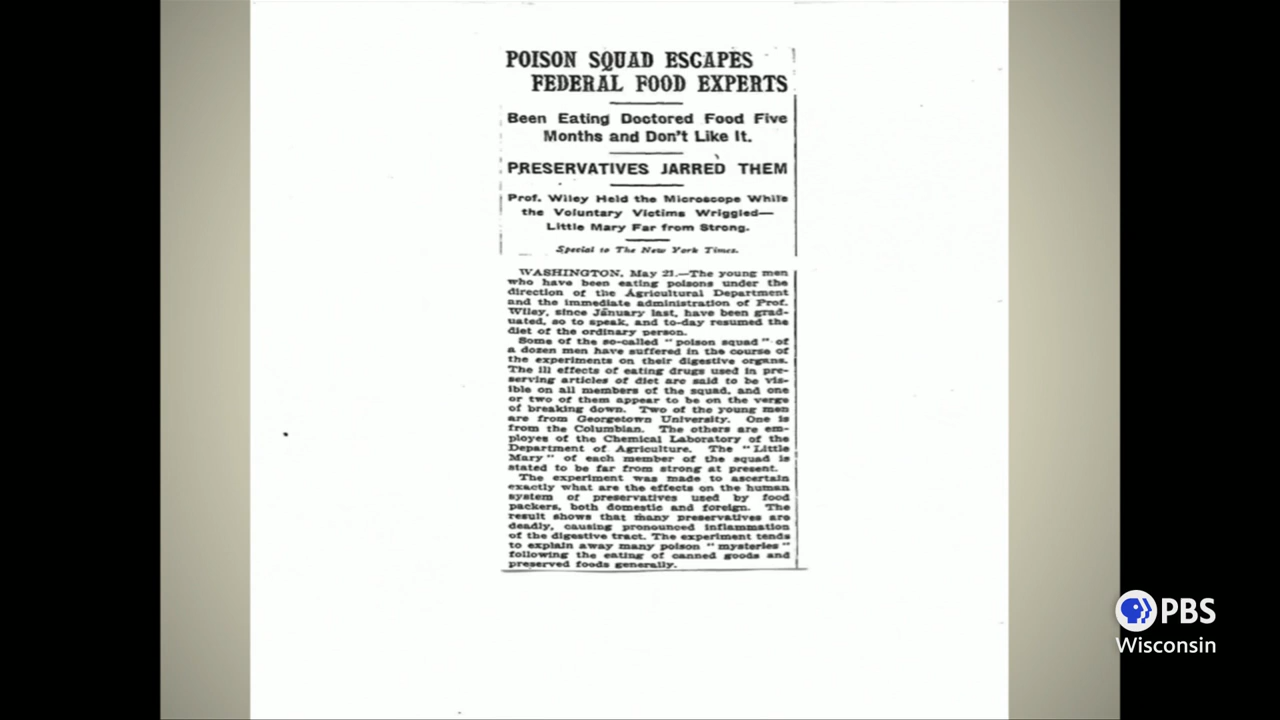 POISON SQUAD ESCAPES
FEDERAL FOOD EXPERTS
Been Eating Doctored Food Five
Months and Don't Like It.
PRESERVATIVES JARRED THEM
Prof. Wiley Held the Microscope While
the Voluntary Victims Wriggled—
Little Mary Far from Strong.
Special to The New York Times.
WASHINGTON, May 21.—The young men
who have been eating poisons under the
direction of the Agricultural Department
and the immediate administration of Prof.
Wiley, since January last, have been grad-
uated, so to speak, and to-day resumed the
diet of the ordinary person.
Some of the so-called "poison squad" of
a dozen men have suffered in the course of
the experiments on their digestive organs.
The ill effects of eating drugs used in pre-
serving articles of diet are said to be vis-
ible on all members of the squad, and one
or two of them appear to be on the verge
of breaking down. Two of the young men
are from Georgetown University. One is
from the Columbian. The others are em-
ployes of the Chemical Laboratory of the
Department of Agriculture. The "Little
Mary" of each member of the squad is
stated to be far from strong at present.
The experiment was made to ascertain
exactly what are the effects on the human
system of preservatives used by food
packers, both domestic and foreign. The
result shows that many preservatives are
deadly, causing pronounced inflammation
of the digestive tract. The experiment tends
to explain away many poison "mysteries"
following the eating of canned goods and
preserved foods generally.
PBS
Wisconsin